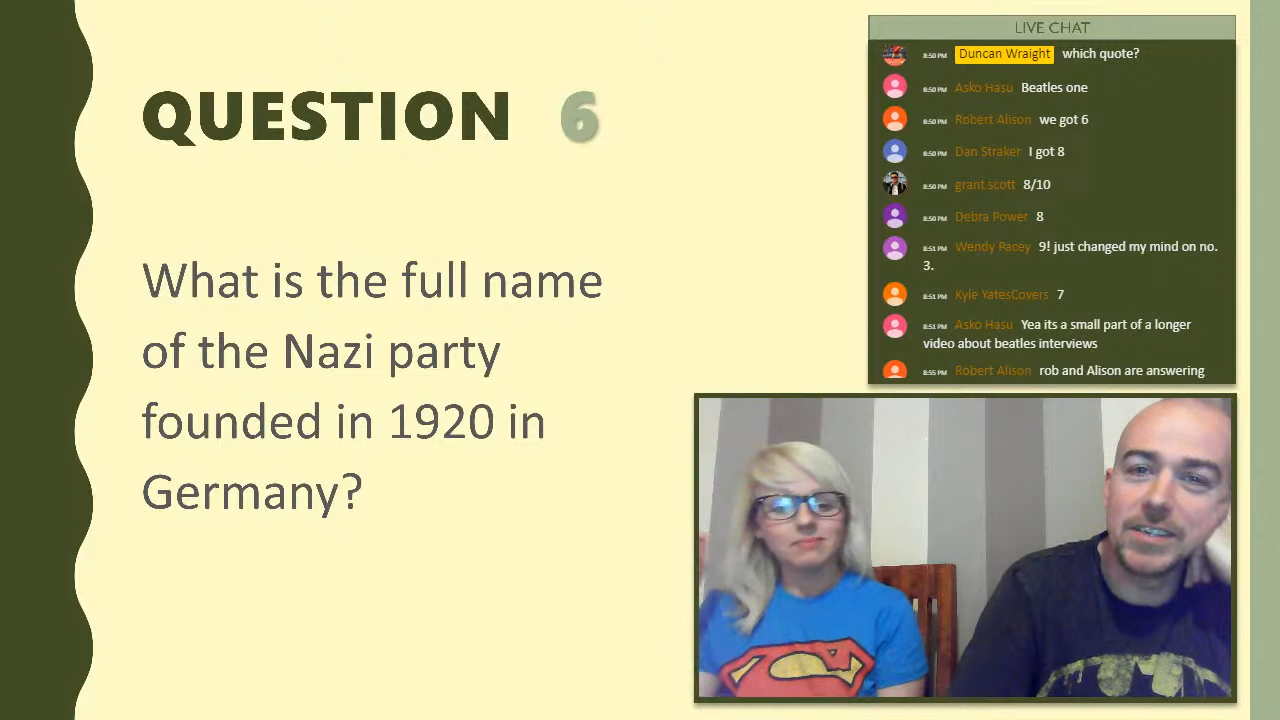 QUESTION 6
What is the full name
of the Nazi party
founded in 1920 in
Germany?
LIVE CHAT
8:50 PM Duncan Wraight which quote?
8:50 PM Asko Hasu Beatles one
8:50 PM Robert Alison we got 6
8:50 PM Dan Straker I got 8
8:50 PM grant scott 8/10
8:50 PM Debra Power 8
8:51 PM Wendy Pacey 9! just changed my mind on no.
3.
8:51 PM Kyle YatesCovers 7
8:51 PM Asko Hasu Yea its a small part of a longer
video about beatles interviews
8:55 PM Robert Alison rob and Alison are answering